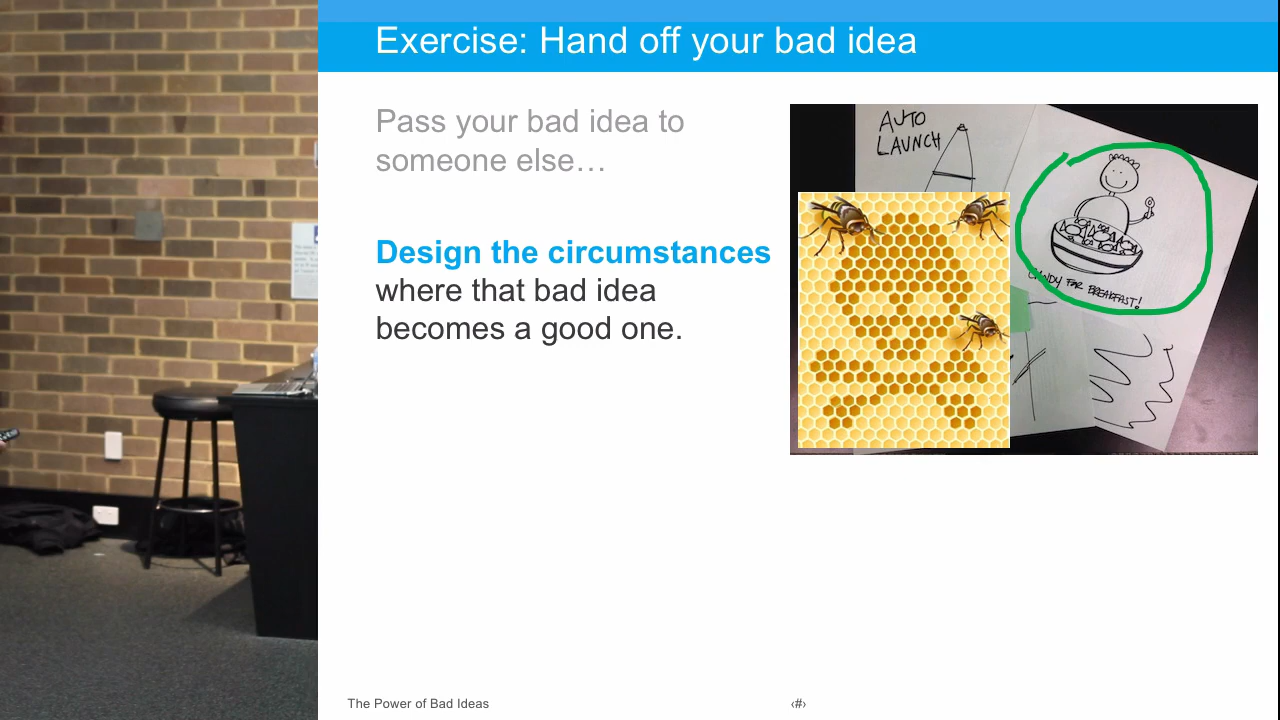 Exercise: Hand off your bad idea
Pass your bad idea to
someone else…
Design the circumstances
where that bad idea
becomes a good one.
AUTO
LAUNCH
CANDY FOR BREAKFAST!
The Power of Bad Ideas
‹#›